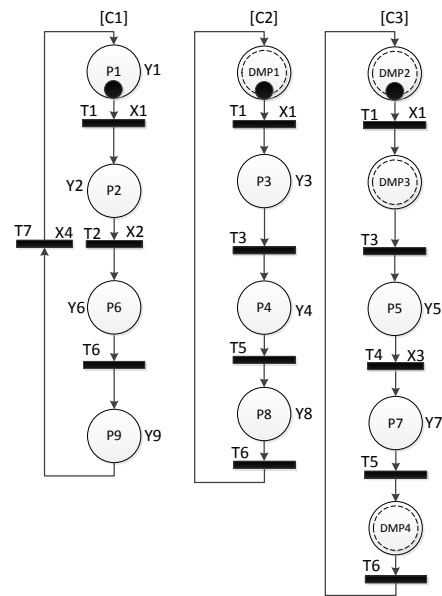 [C1] [C2] [C3]
P1 Y1 DMP1 DMP2
T1 X1 T1 X1 T1 X1
Y2 P2 P3 Y3 DMP3
T7 X4 T2 X2 T3 T3
Y6 P6 P4 Y4 P5 Y5
T6 T5 T4 X3
P9 Y9 P8 Y8 P7 Y7
T6 T5
DMP4
T6